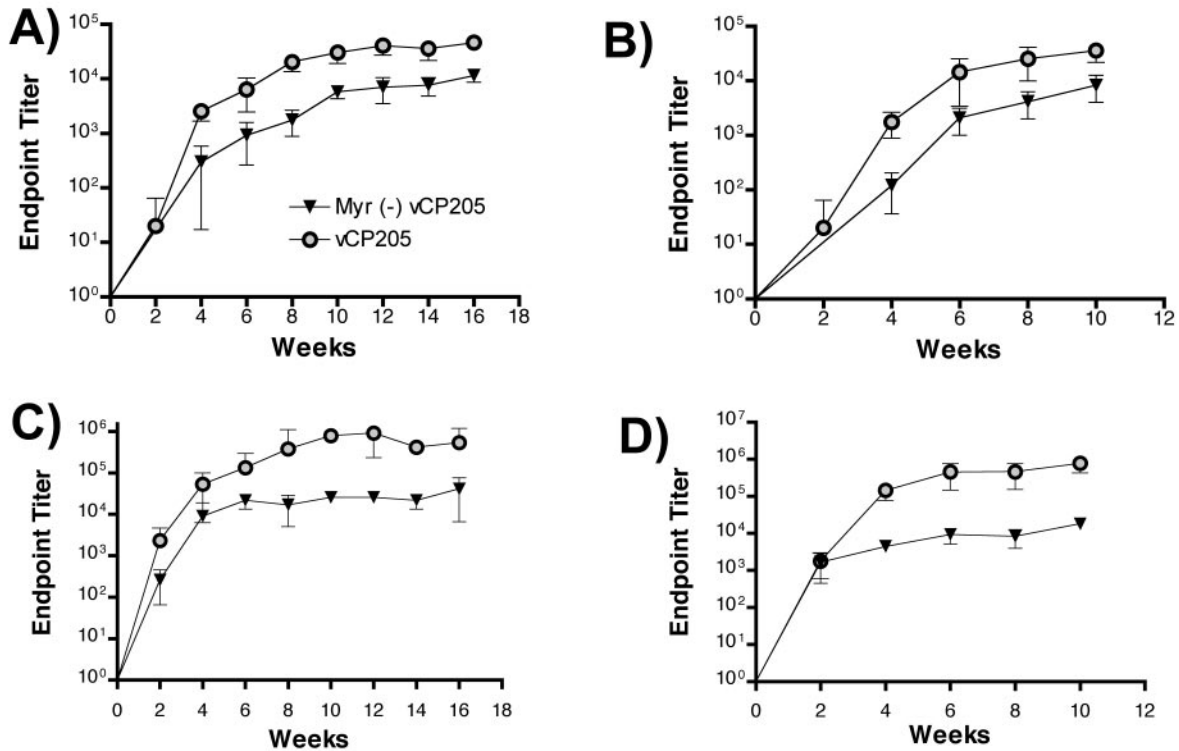 A)
Endpoint Titer
10⁵
10⁴
10³
10²
10¹
10⁰
Myr (-) vCP205
vCP205
0 2 4 6 8 10 12 14 16 18
Weeks
B)
Endpoint Titer
10⁵
10⁴
10³
10²
10¹
10⁰
0 2 4 6 8 10 12
Weeks
C)
Endpoint Titer
10⁶
10⁵
10⁴
10³
10²
10¹
10⁰
0 2 4 6 8 10 12 14 16 18
Weeks
D)
Endpoint Titer
10⁷
10⁶
10⁵
10⁴
10³
10²
10¹
10⁰
0 2 4 6 8 10 12
Weeks